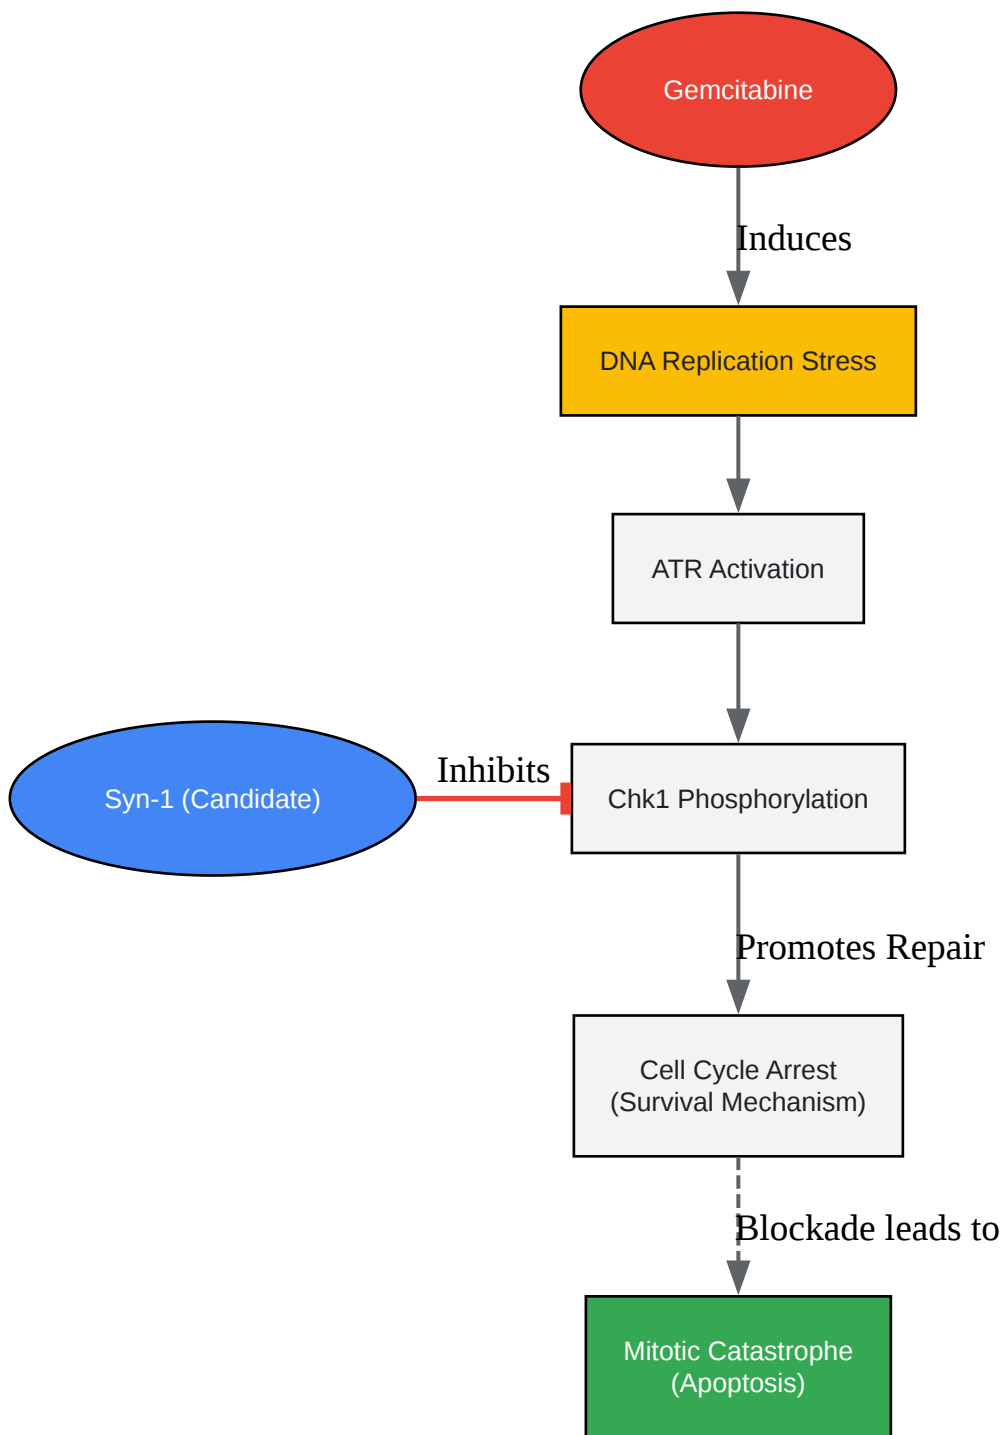 Gemcitabine
Induces
DNA Replication Stress
ATR Activation
Syn-1 (Candidate)
Inhibits
Chk1 Phosphorylation
Promotes Repair
Cell Cycle Arrest
(Survival Mechanism)
Blockade leads to
Mitotic Catastrophe
(Apoptosis)